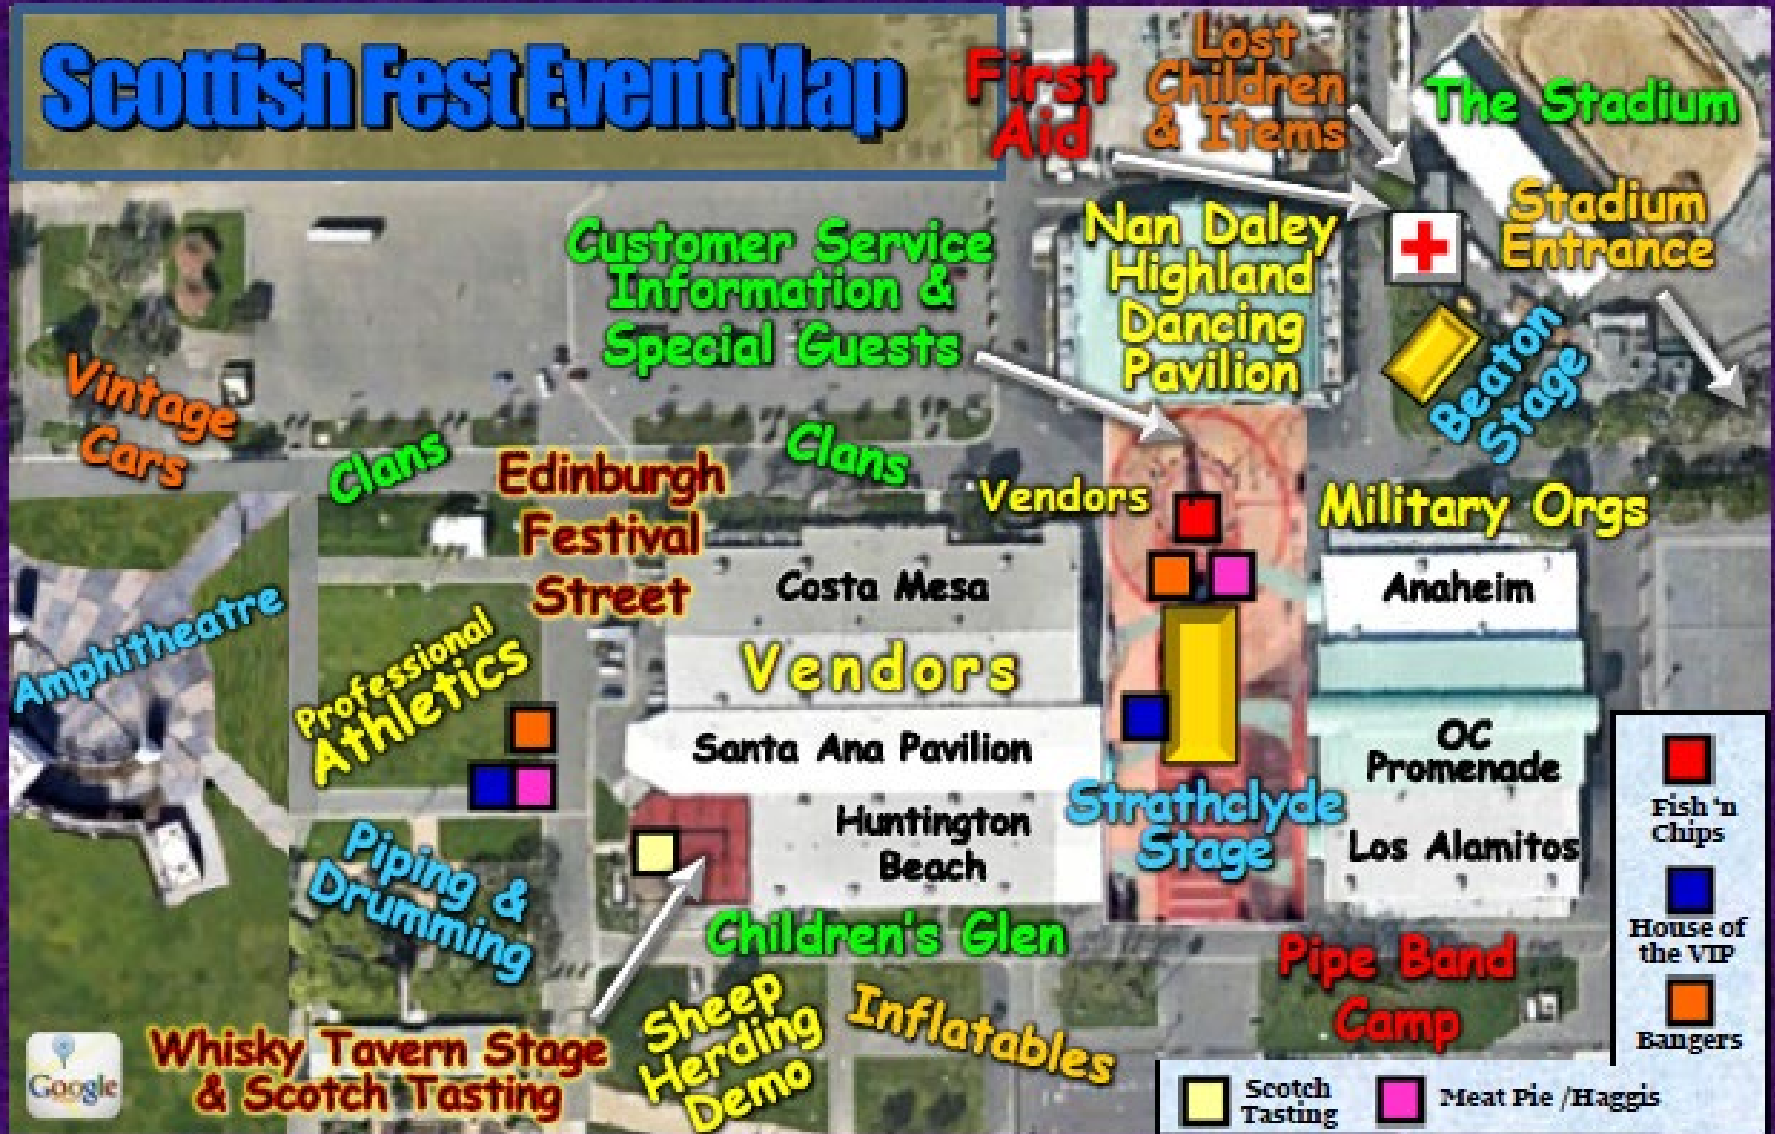 Scottish Fest Event Map
First
Aid
Lost
Children
& Items
The Stadium
Stadium
Entrance
Customer Service
Information &
Special Guests
Nan Daley
Highland
Dancing
Pavilion
Beaton
Stage
Vintage
Cars
Clans
Edinburgh
Festival
Street
Clans
Vendors
Military Orgs
Costa Mesa
Anaheim
Amphitheatre
Professional
Athletics
Vendors
Santa Ana Pavilion
OC
Promenade
Huntington
Beach
Strathclyde
Stage
Los Alamitos
Piping &
Drumming
Children's Glen
Pipe Band
Camp
Sheep
Herding
Demo
Inflatables
Whisky Tavern Stage
& Scotch Tasting
Google
Fish 'n
Chips
House of
the VIP
Bangers
Scotch
Tasting
Meat Pie /Haggis